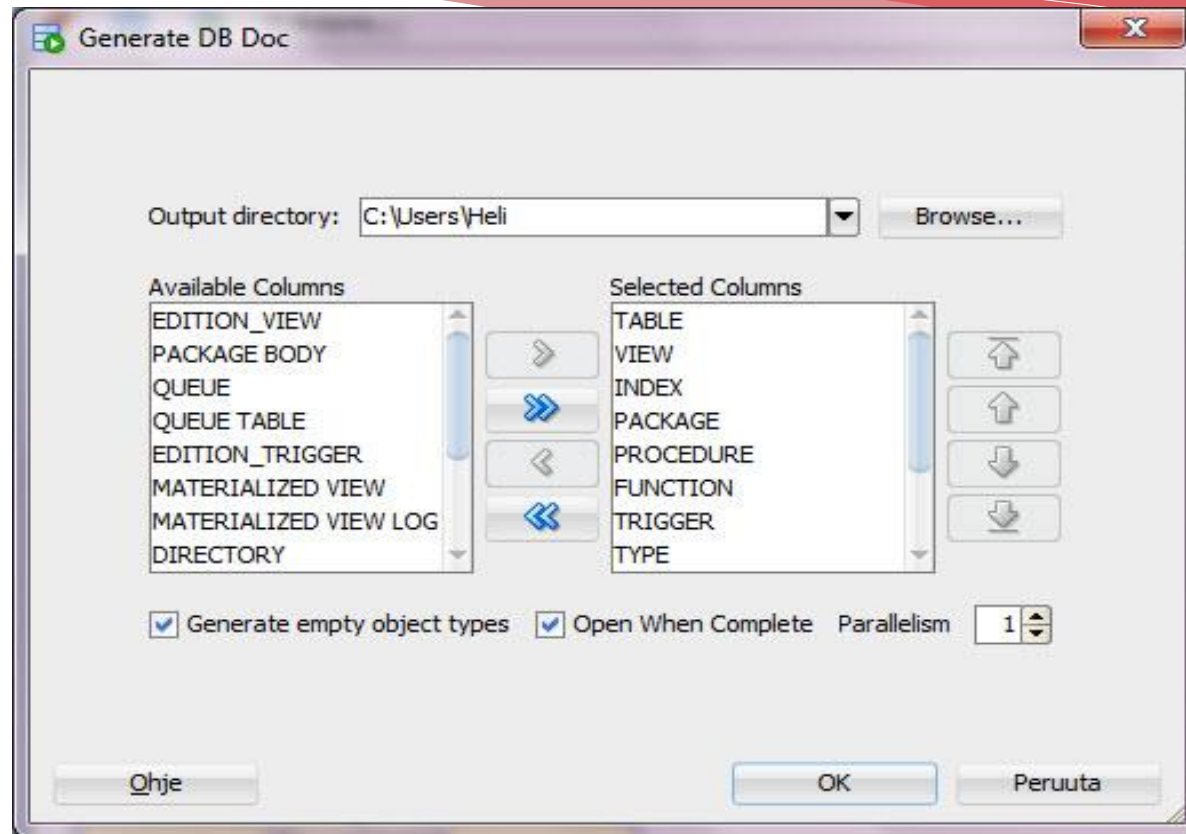 Generate DB Doc
Output directory: C:\Users\Heli Browse...
Available Columns
EDITION_VIEW
PACKAGE BODY
QUEUE
QUEUE TABLE
EDITION_TRIGGER
MATERIALIZED VIEW
MATERIALIZED VIEW LOG
DIRECTORY
Selected Columns
TABLE
VIEW
INDEX
PACKAGE
PROCEDURE
FUNCTION
TRIGGER
TYPE
Generate empty object types Open When Complete Parallelism 1
Ohje OK Peruuta